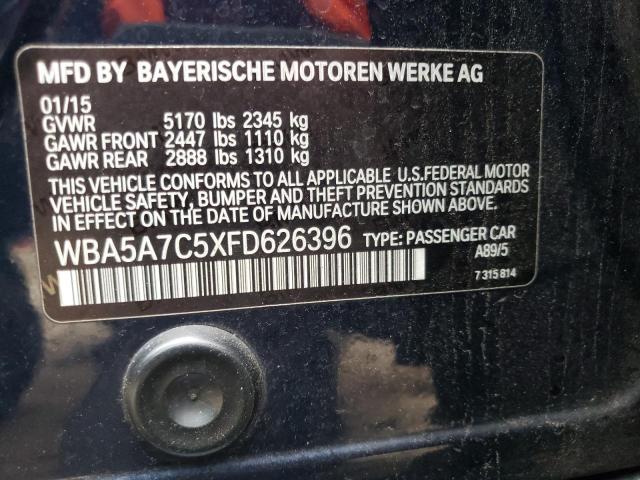 MFD BY BAYERISCHE MOTOREN WERKE AG
01/15
GVWR 5170 lbs 2345 kg
GAWR FRONT 2447 lbs 1110 kg
GAWR REAR 2888 lbs 1310 kg
THIS VEHICLE CONFORMS TO ALL APPLICABLE U.S.FEDERAL MOTOR
VEHICLE SAFETY, BUMPER AND THEFT PREVENTION STANDARDS
IN EFFECT ON THE DATE OF MANUFACTURE SHOWN ABOVE.
WBA5A7C5XFD626396 TYPE: PASSENGER CAR
A89/5
7 315 814